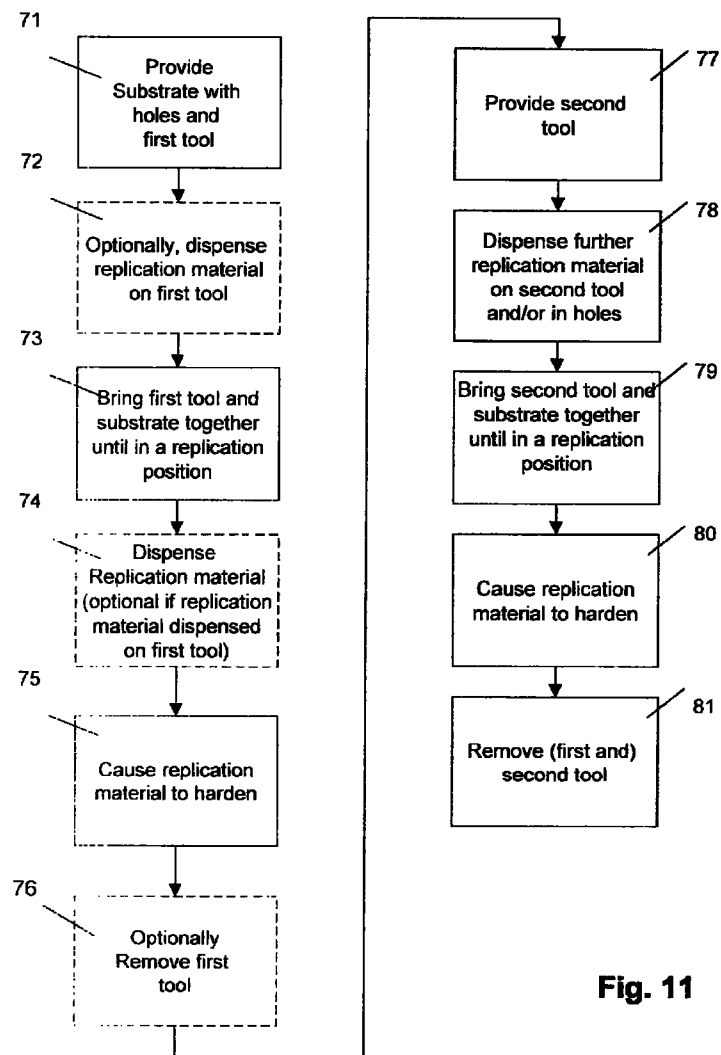 71
Provide
Substrate with
holes and
first tool
72
Optionally, dispense
replication material
on first tool
73
Bring first tool and
substrate together
until in a replication
position
74
Dispense
Replication material
(optional if replication
material dispensed
on first tool)
75
Cause replication
material to harden
76
Optionally
Remove first
tool
77
Provide second
tool
78
Dispense further
replication material
on second tool
and/or in holes
79
Bring second tool and
substrate together
until in a replication
position
80
Cause replication
material to harden
81
Remove (first and)
second tool
Fig. 11